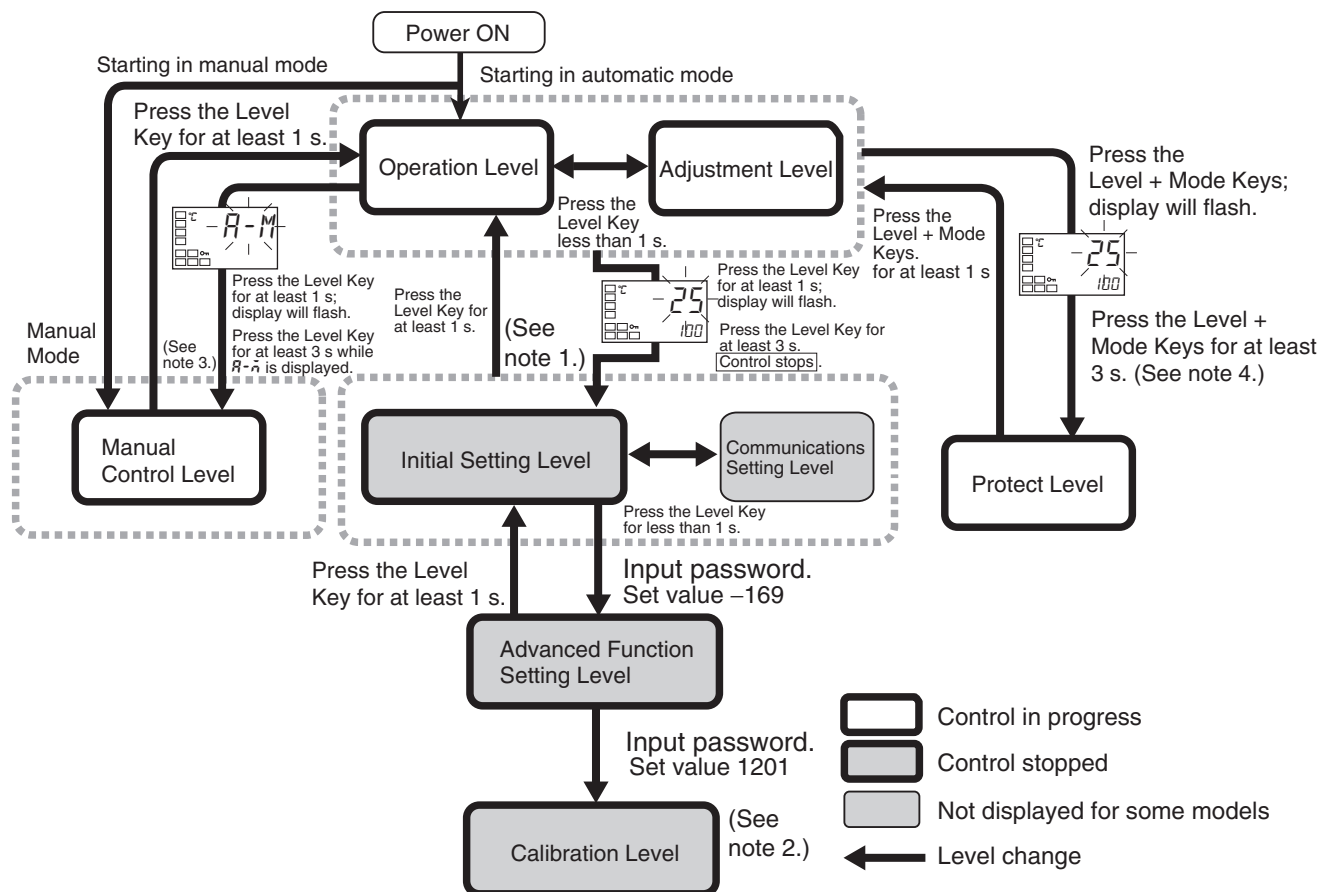 Power ON
Starting in manual mode
Starting in automatic mode
Press the Level
Key for at least 1 s.
Operation Level
Adjustment Level
Press the
Level + Mode Keys;
display will flash.
A-M
°C
Press the
Level Key
less than 1 s.
Press the
Level + Mode
Keys.
for at least 1 s
°C
25
100
Press the Level Key
for at least 1 s;
display will flash.
Press the Level Key
for at least 3 s while
A-M is displayed.
Press the
Level Key for
at least 1 s.
(See
note 1.)
°C
25
100
Press the Level Key
for at least 1 s;
display will flash.
Press the Level Key for
at least 3 s.
Control stops.
Press the Level +
Mode Keys for at least
3 s. (See note 4.)
Manual
Mode
(See
note 3.)
Manual
Control Level
Initial Setting Level
Communications
Setting Level
Protect Level
Press the Level Key
for less than 1 s.
Press the Level
Key for at least 1 s.
Input password.
Set value –169
Advanced Function
Setting Level
Input password.
Set value 1201
Calibration Level
(See
note 2.)
Control in progress
Control stopped
Not displayed for some models
Level change